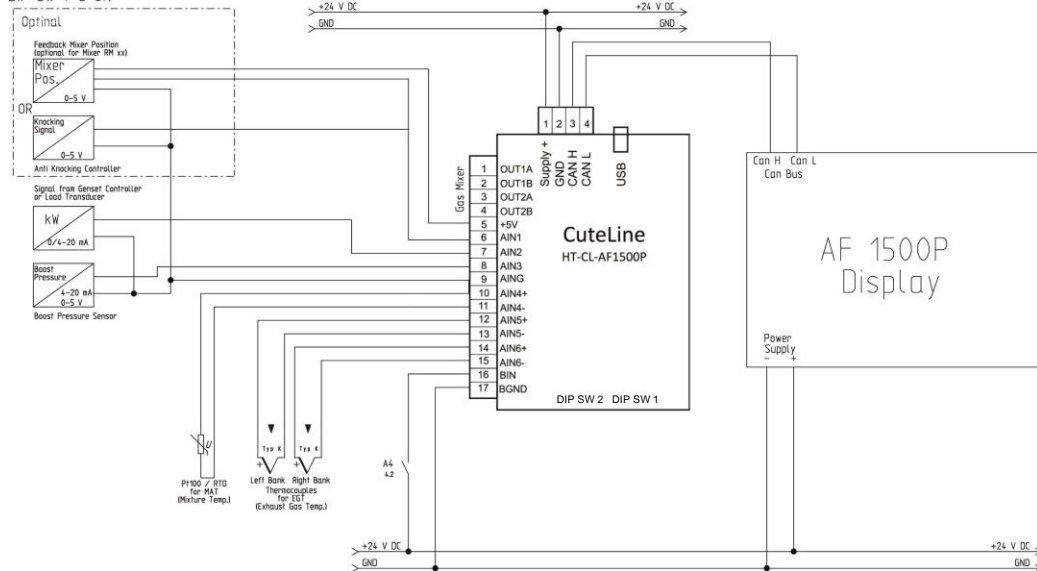 Optinal
Feedback Mixer Position
(optional for Mixer RM xx)
Mixer
Pos.
0-5 V
OR
Knocking
Signal
0-5 V
Anti Knocking Controller
Signal from Genset Controller
or Load Transducer
kW
0/4-20 mA
Boost
Pressure
4-20 mA
0-5 V
Boost Pressure Sensor
+24 V DC
+24 V DC
GND
GND
1 2 3 4
Supply +
GND
CAN H
CAN L
USB
Gas Mixer
1 OUT1A
2 OUT1B
3 OUT2A
4 OUT2B
5 +5V
6 AIN1
7 AIN2
8 AIN3
9 AING
10 AIN4+
11 AIN4-
12 AIN5+
13 AIN5-
14 AIN6+
15 AIN6-
16 BIN
17 BGND
CuteLine
HT-CL-AF1500P
DIP SW 2 DIP SW 1
Can H Can L
Can Bus
AF 1500P
Display
Power
Supply
- +
U
Pt100 / RTD
for MAT
(Mixture Temp.)
Typ K
Typ K
+
+
Left Bank Right Bank
Thermocouples
for EGT
(Exhaust Gas Temp.)
A4
4.2
+24 V DC
+24 V DC
GND
GND